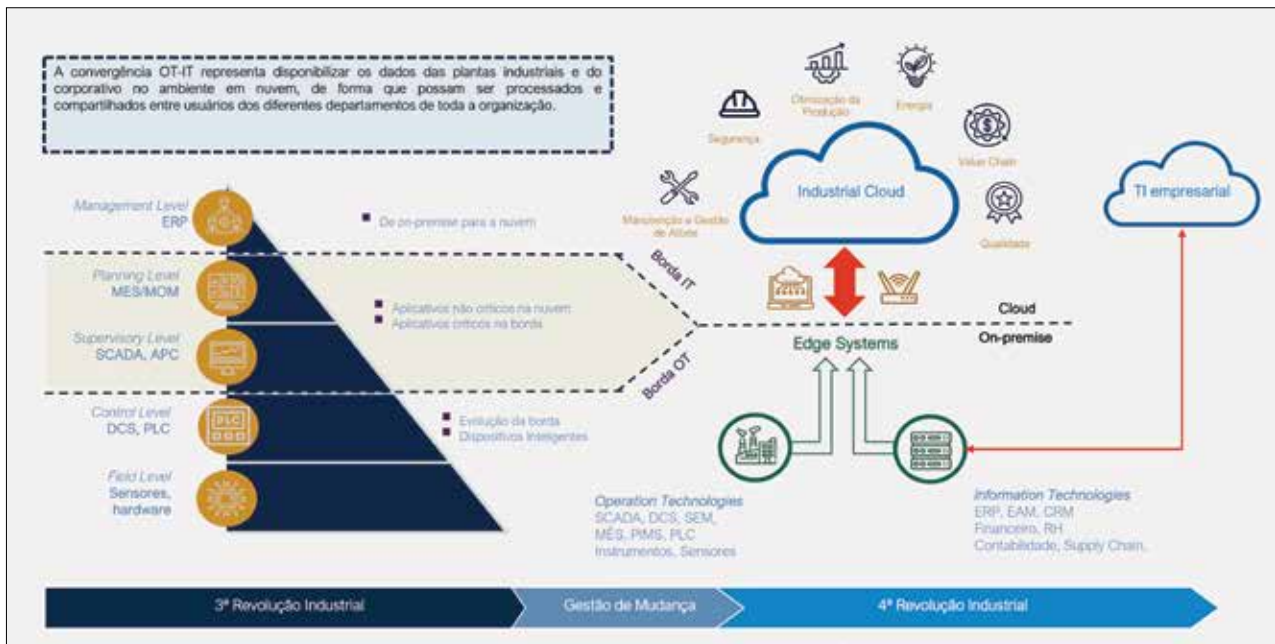 A convergência OT-IT representa disponibilizar os dados das plantas industriais e do
corporativo no ambiente em nuvem, de forma que possam ser processados e
compartilhados entre usuários dos diferentes departamentos de toda a organização.
Management Level
ERP
De on-premise para a nuvem
Planning Level
MES/MOM
Aplicativos não críticos na nuvem
Aplicativos críticos na borda
Supervisory Level
SCADA, APC
Control Level
DCS, PLC
PLC
Evolução da borda
Dispositivos Inteligentes
Field Level
Sensores,
hardware
Borda IT
Borda OT
Manutenção e Gestão
de Ativos
Segurança
Otimização da
Produção
Energia
Value Chain
Qualidade
Industrial Cloud
TI empresarial
Cloud
On-premise
Edge Systems
Operation Technologies
SCADA, DCS, SEM,
MÊS, PIMS, PLC
Instrumentos, Sensores
Information Technologies
ERP, EAM, CRM
Financeiro, RH
Contabilidade, Supply Chain,
3ª Revolução Industrial
Gestão de Mudança
4ª Revolução Industrial